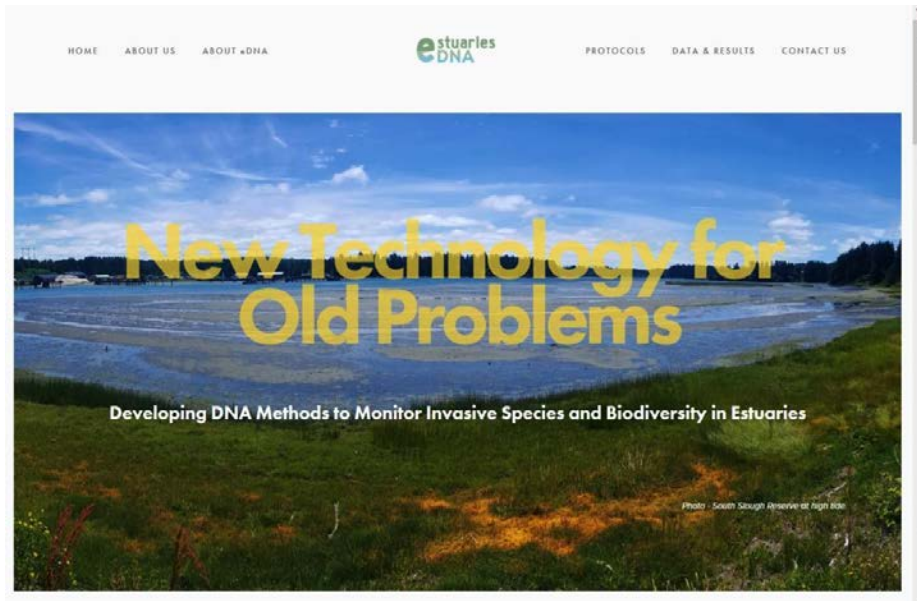 HOME ABOUT US ABOUT eDNA
estuaries
eDNA
PROTOCOLS DATA & RESULTS CONTACT US
New Technology for
Old Problems
Developing DNA Methods to Monitor Invasive Species and Biodiversity in Estuaries
Photo - South Slough Reserve at high tide